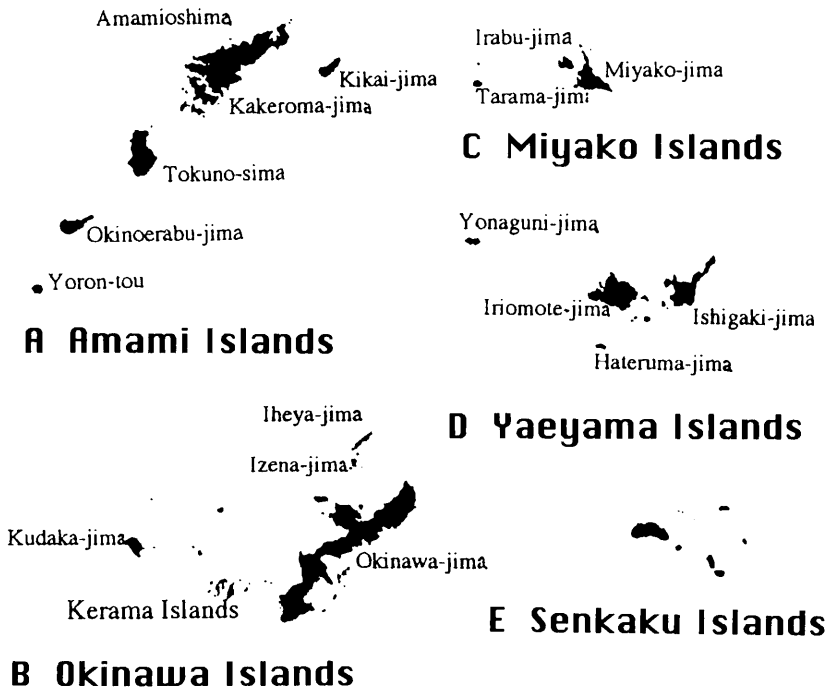 Amamioshima
Kikai-jima
Kakeroma-jima
Tokuno-sima
Okinoerabu-jima
Yoron-tou
A Amami Islands
Irabu-jima
Miyako-jima
Tarama-jima
C Miyako Islands
Yonaguni-jima
Iriomote-jima
Ishigaki-jima
Hateruma-jima
D Yaeyama Islands
Iheya-jima
Izena-jima
Kudaka-jima
Okinawa-jima
Kerama Islands
B Okinawa Islands
E Senkaku Islands